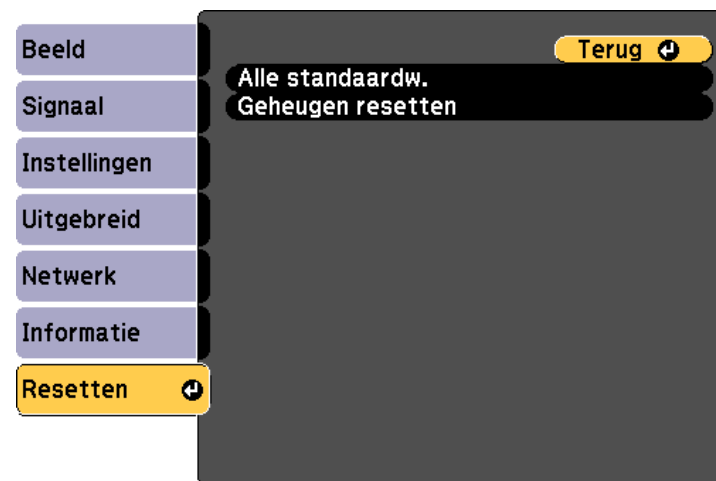 Beeld
Signaal
Instellingen
Uitgebreid
Netwerk
Informatie
Resetten
Terug
Alle standaardw.
Geheugen resetten